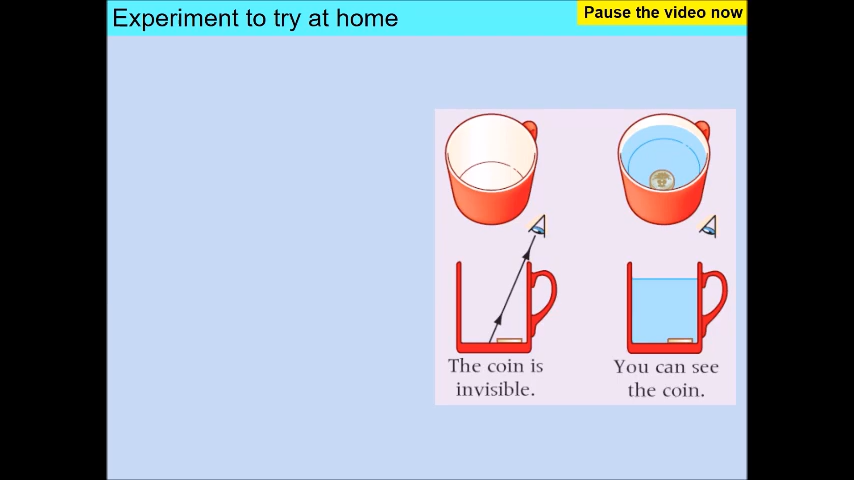 Experiment to try at home
Pause the video now
The coin is
invisible.
You can see
the coin.